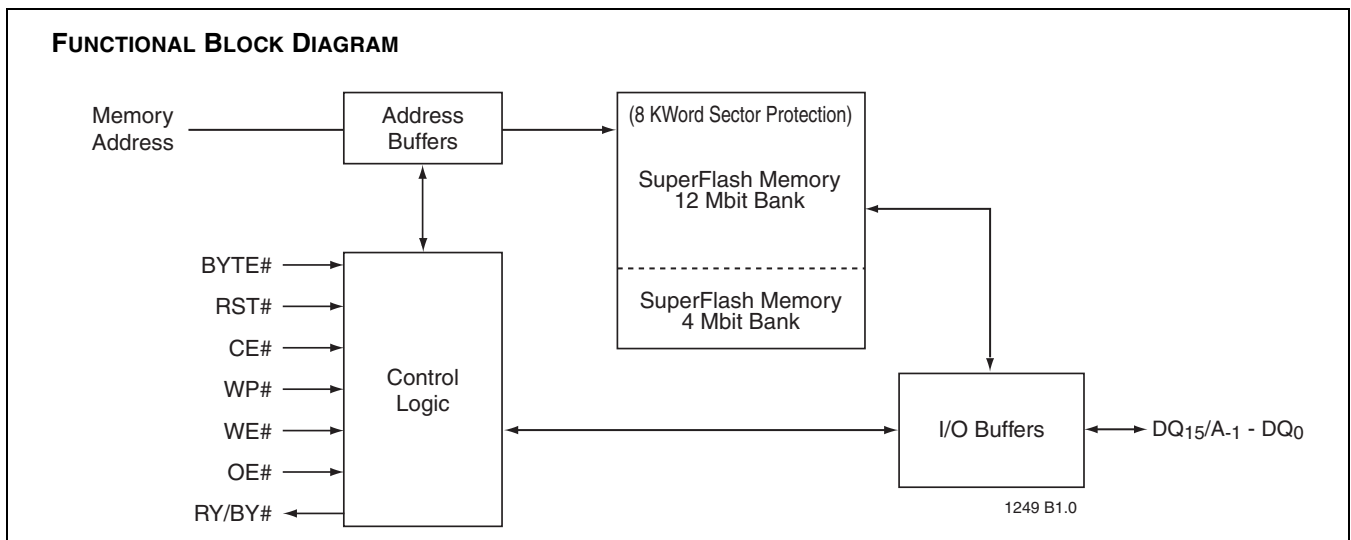 FUNCTIONAL BLOCK DIAGRAM
Memory
Address
Address
Buffers
(8 KWord Sector Protection)
SuperFlash Memory
12 Mbit Bank
SuperFlash Memory
4 Mbit Bank
BYTE#
RST#
CE#
WP#
WE#
OE#
RY/BY#
Control
Logic
I/O Buffers
DQ15/A-1 - DQ0
1249 B1.0